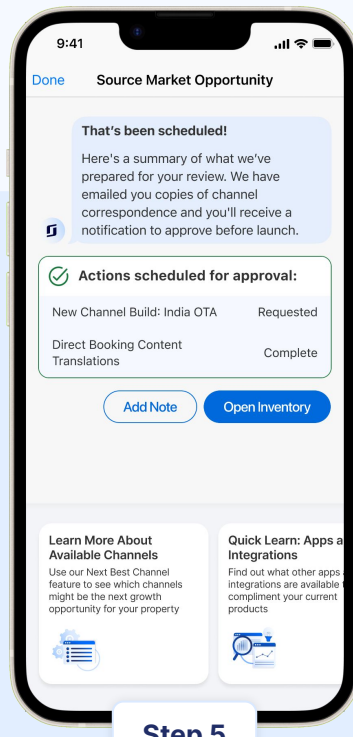 9:41
Done Source Market Opportunity
That's been scheduled!
Here's a summary of what we've
prepared for your review. We have
emailed you copies of channel
correspondence and you'll receive a
notification to approve before launch.
Actions scheduled for approval:
New Channel Build: India OTA Requested
Direct Booking Content
Translations Complete
Add Note Open Inventory
Learn More About
Available Channels
Use our Next Best Channel
feature to see which channels
might be the next growth
opportunity for your property
Quick Learn: Apps a
Integrations
Find out what other apps
integrations are available
compliment your current
products
Step 5